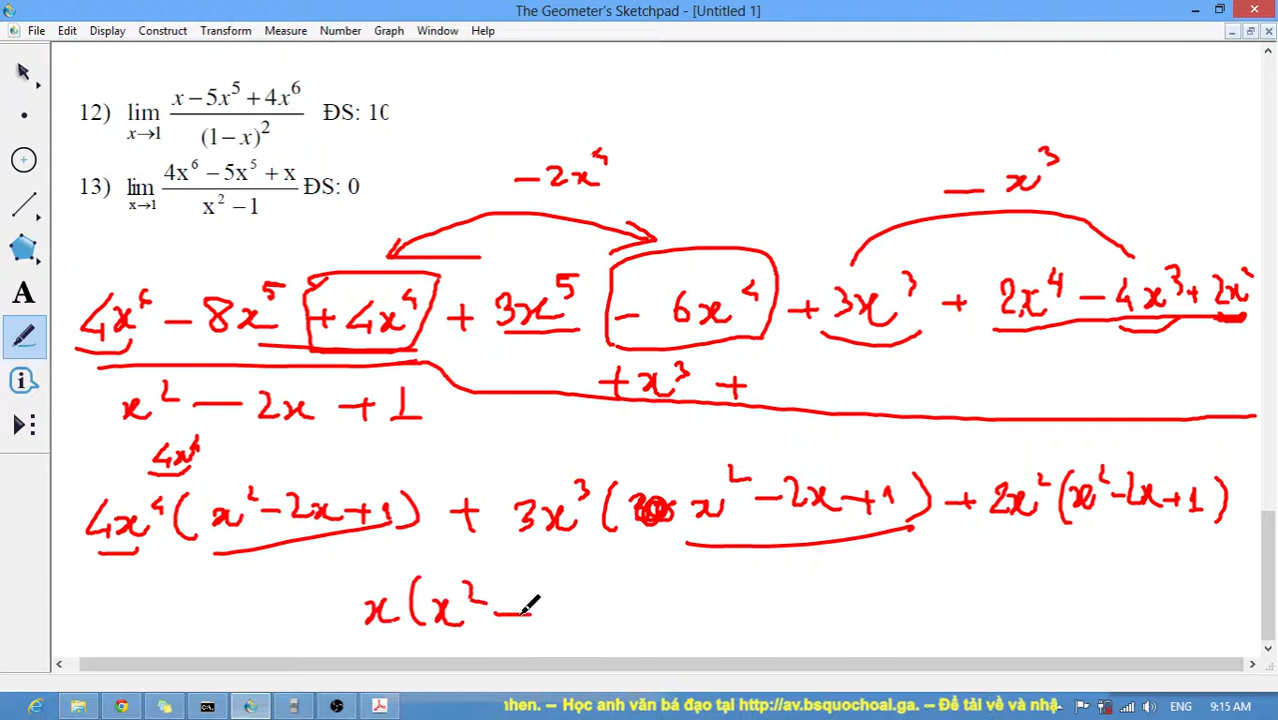 The Geometer's Sketchpad - [Untitled 1]
File Edit Display Construct Transform Measure Number Graph Window Help
12) lim x→1 (x − 5x^5 + 4x^6)/((1 − x)^2) ĐS: 10
13) lim x→1 (4x^6 − 5x^5 + x)/(x^2 − 1) ĐS: 0
− 2x^4
− x^3
4x^6 − 8x^5 + 4x^4 + 3x^5 − 6x^4 + 3x^3 + 2x^4 − 4x^3 + 2x^2
+ x^3 +
x^2 − 2x + 1
4x^4(x^2 − 2x + 1) + 3x^3(x^2 − 2x + 1) + 2x^2(x^2 − 2x + 1)
x(x^2 −
A
nhen. -- Học anh văn bá đạo tại http://av.bsquochoai.ga. -- Để tải về và nhậ
ENG 9:15 AM